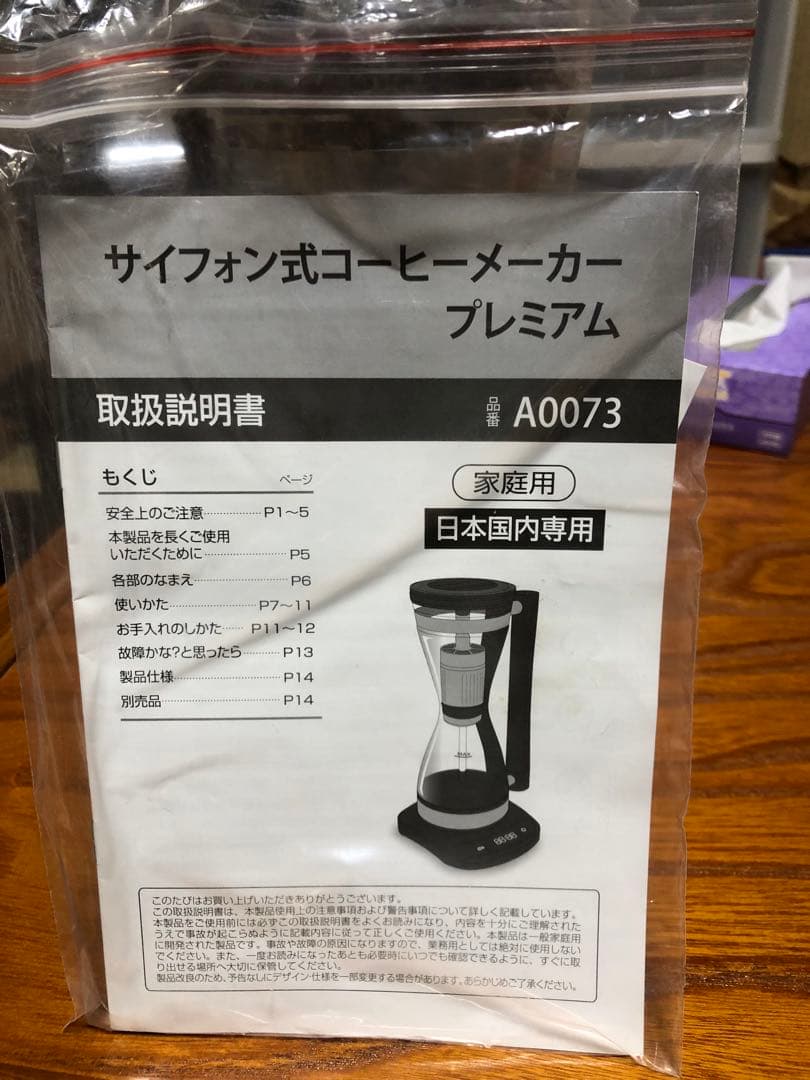 サイフォン式コーヒーメーカー
プレミアム
取扱説明書 品番 A0073
もくじ ページ
安全上のご注意 P1～5
本製品を長くご使用
いただくために P5
各部のなまえ P6
使いかた P7～11
お手入れのしかた P11～12
故障かな?と思ったら P13
製品仕様 P14
別売品 P14
家庭用
日本国内専用
MAX
88:88
このたびはお買い上げいただきありがとうございます。
この取扱説明書は、本製品使用上の注意事項および警告事項について詳しく記載しています。
本製品をご使用前には必ずこの取扱説明書をよくお読みになり、内容を十分にご理解された
うえで事故が起こらぬように記載内容に従って正しくご使用ください。本製品は一般家庭用
に開発された製品です。事故や故障の原因になりますので、業務用としては絶対に使用しない
でください。また、一度お読みになったあとも必要時にいつでも確認できるように、すぐに取
り出せる場所へ大切に保管してください。
製品改良のため、予告なしにデザイン・仕様を一部変更する場合があります。あらかじめご了承ください。